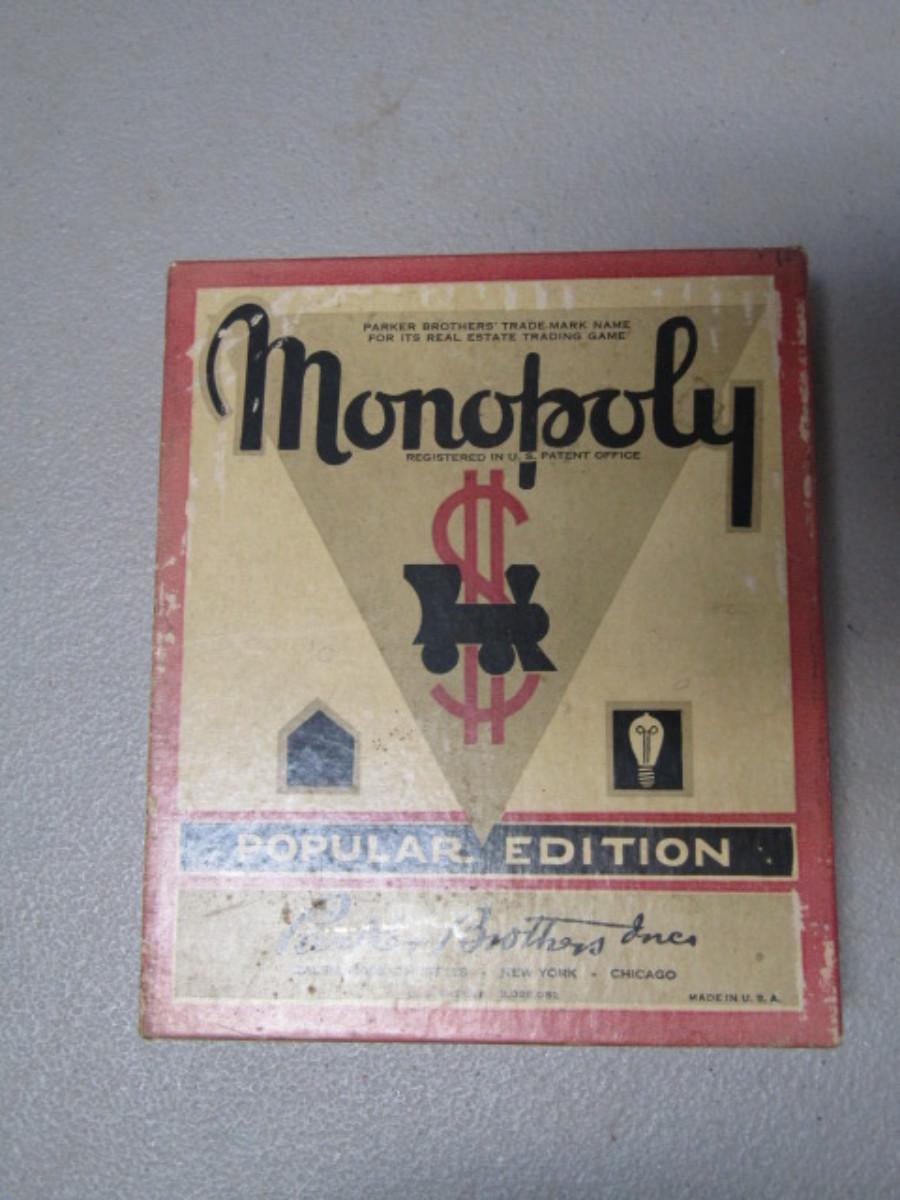 PARKER BROTHERS' TRADE-MARK NAME
FOR ITS REAL ESTATE TRADING GAME
Monopoly
REGISTERED IN U. S. PATENT OFFICE
POPULAR EDITION
Parker Brothers Inc.
NEW YORK - CHICAGO
MADE IN U. S. A.